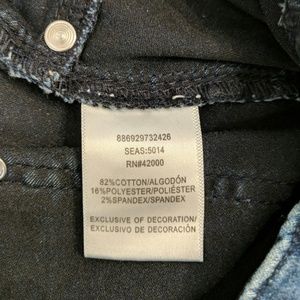 886929732426
SEAS:5014
RN#42000
82%COTTON/ALGODÓN
16%POLYESTER/POLIÉSTER
2%SPANDEX/SPANDEX
EXCLUSIVE OF DECORATION/
EXCLUSIVO DE DECORACIÓN